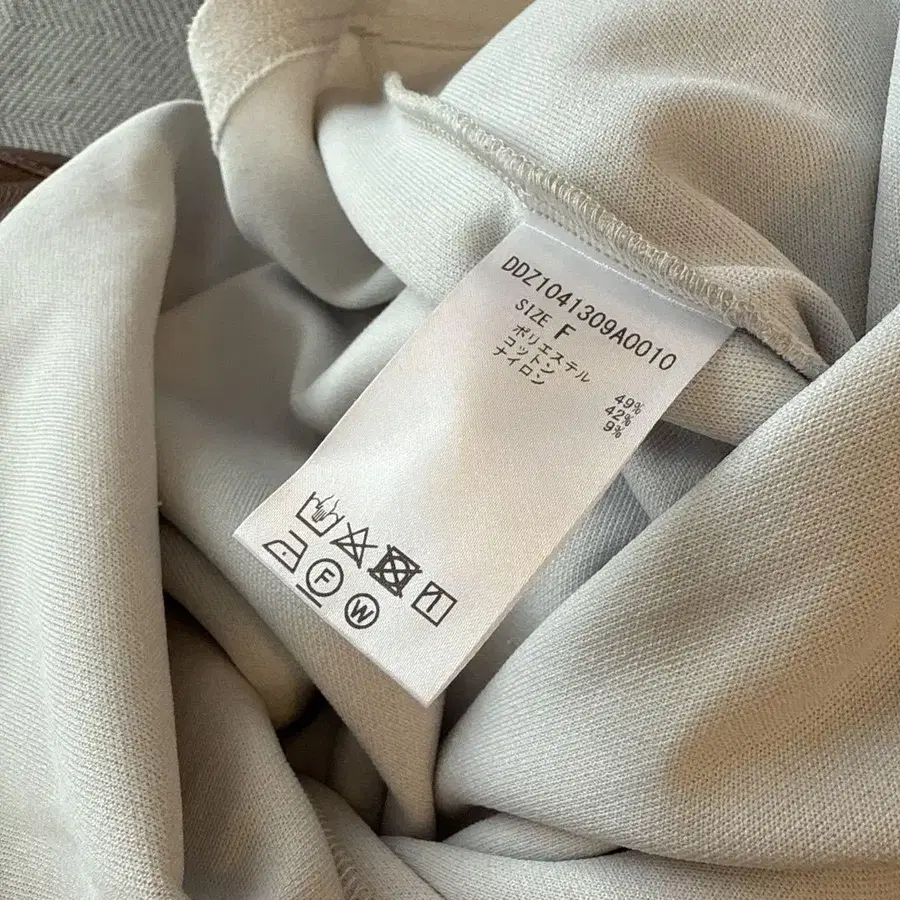 DDZ1041309A0010
SIZE F
ポリエステル 49%
コットン 42%
ナイロン 9%
F
W